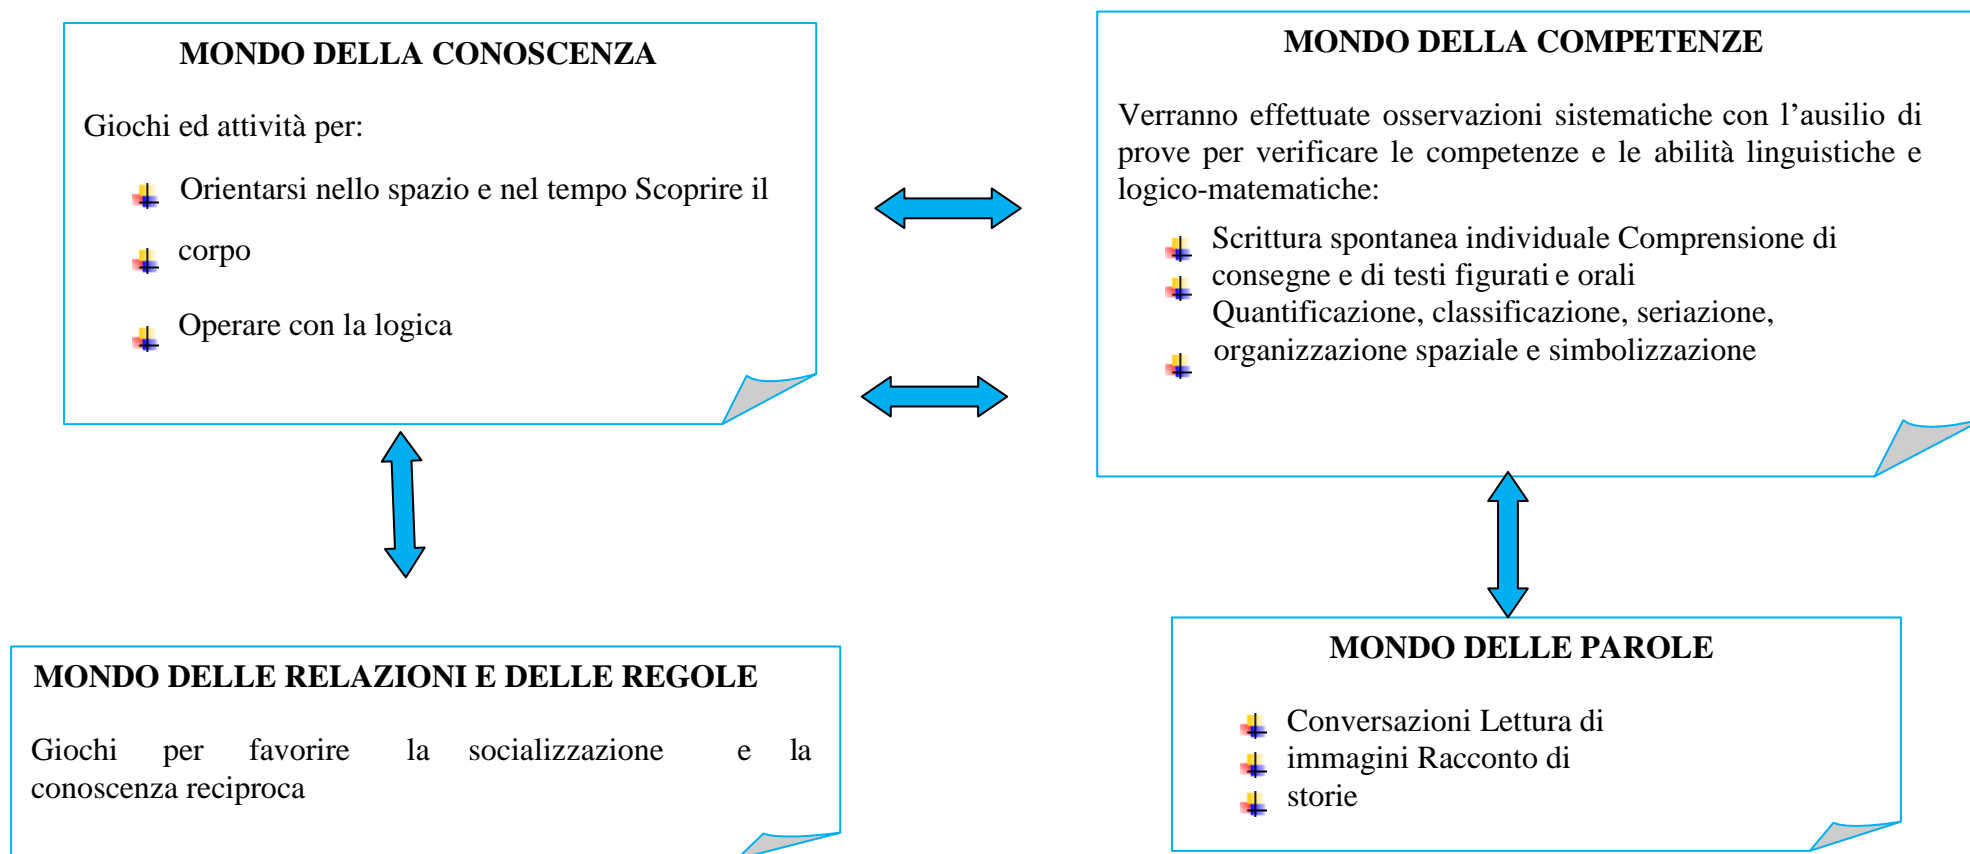 MONDO DELLA CONOSCENZA
Giochi ed attività per:
Orientarsi nello spazio e nel tempo Scoprire il
corpo
Operare con la logica
MONDO DELLA COMPETENZE
Verranno effettuate osservazioni sistematiche con l’ausilio di
prove per verificare le competenze e le abilità linguistiche e
logico-matematiche:
Scrittura spontanea individuale Comprensione di
consegne e di testi figurati e orali
Quantificazione, classificazione, seriazione,
organizzazione spaziale e simbolizzazione
MONDO DELLE RELAZIONI E DELLE REGOLE
Giochi per favorire la socializzazione e la
conoscenza reciproca
MONDO DELLE PAROLE
Conversazioni Lettura di
immagini Racconto di
storie